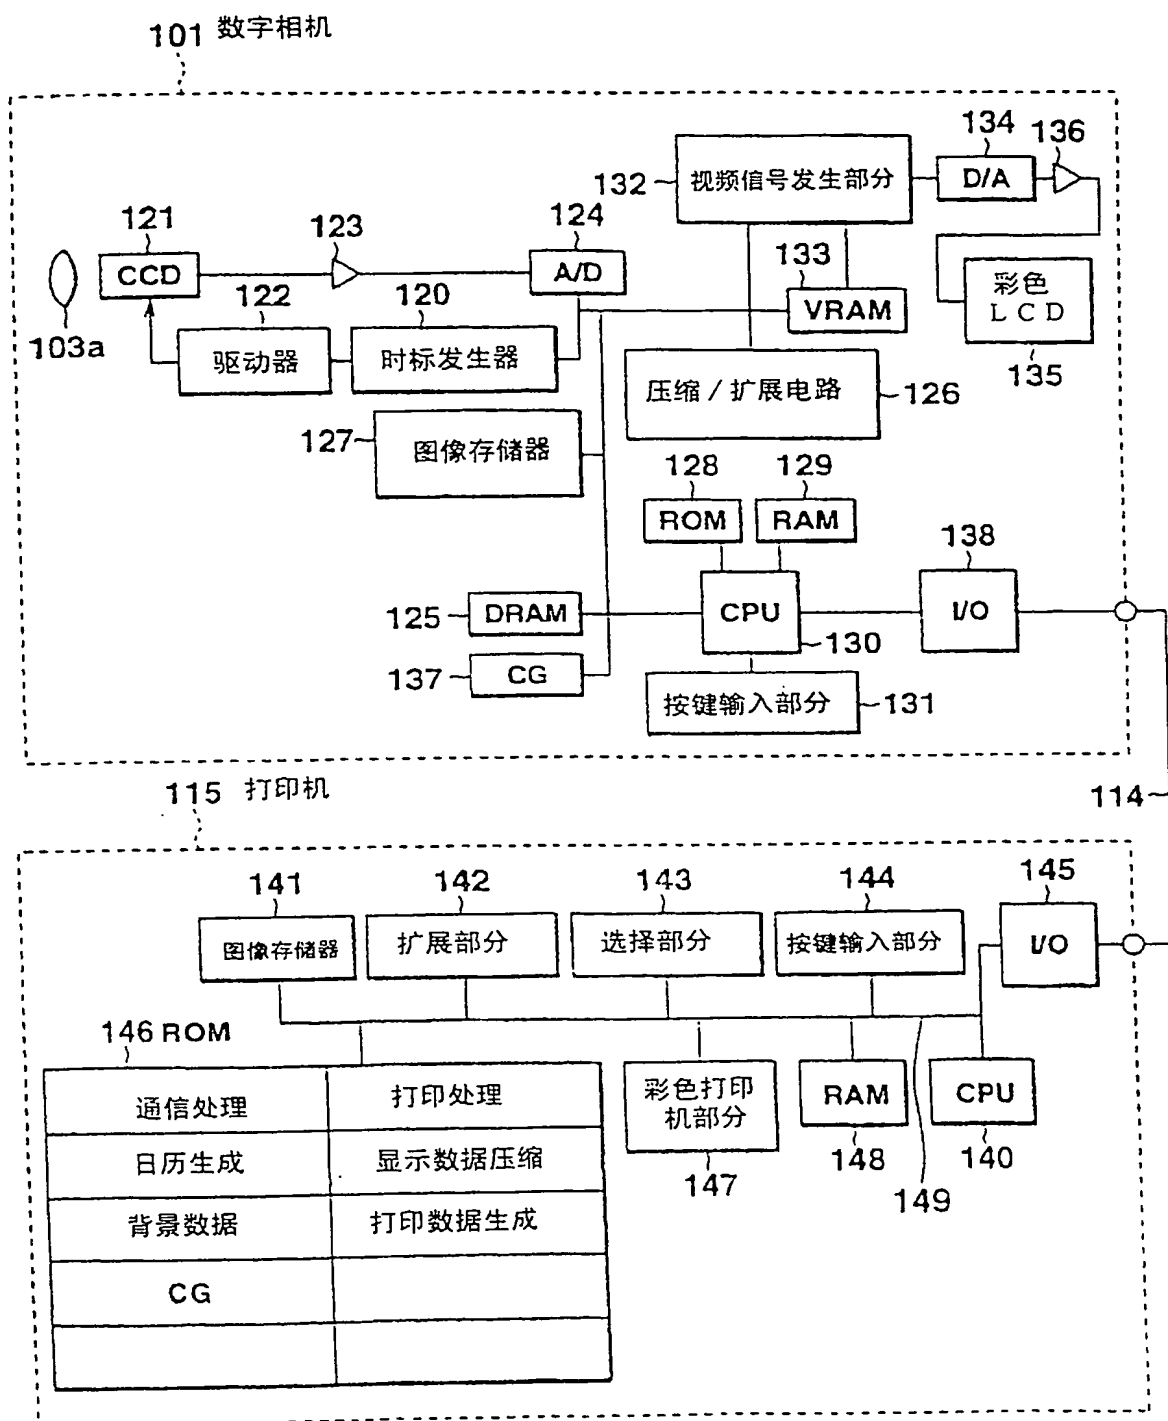 101 数字相机
134
136
132
视频信号发生部分
D/A
121
123
124
CCD
A/D
133
彩色
LCD
122
120
VRAM
103a
驱动器
时标发生器
135
压缩/扩展电路
126
127
图像存储器
128
129
ROM
RAM
138
125
DRAM
CPU
I/O
130
137
CG
按键输入部分
131
115 打印机
114
141
142
143
144
145
图像存储器
扩展部分
选择部分
按键输入部分
I/O
146 ROM
通信处理
打印处理
彩色打印
机部分
RAM
CPU
日历生成
显示数据压缩
147
148
140
149
背景数据
打印数据生成
CG